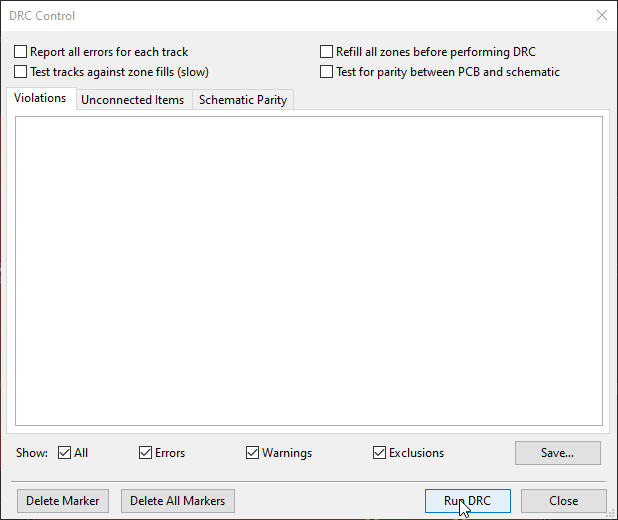 DRC Control
Report all errors for each track
Refill all zones before performing DRC
Test tracks against zone fills (slow)
Test for parity between PCB and schematic
Violations Unconnected Items Schematic Parity
Show: All Errors Warnings Exclusions Save...
Delete Marker Delete All Markers Run DRC Close